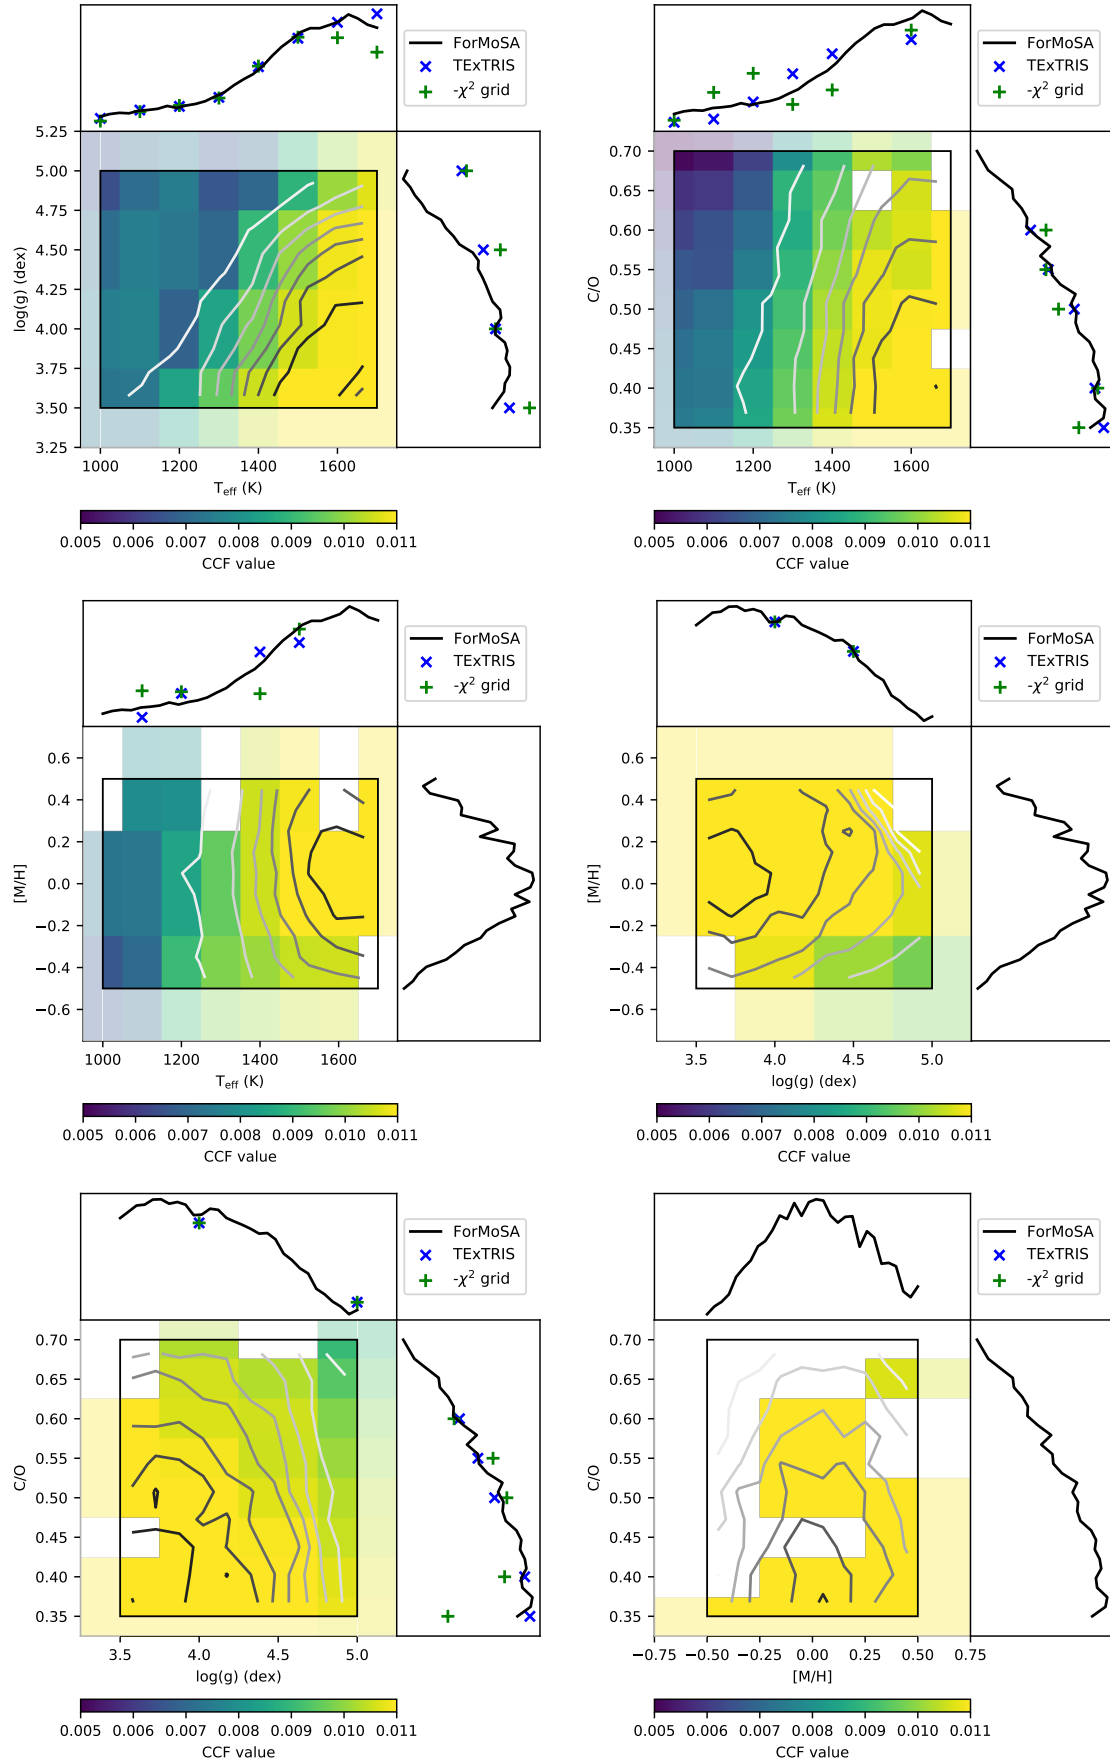 ForMoSA
TExTRIS
-χ² grid
5.25
5.00
4.75
4.50
4.25
4.00
3.75
3.50
3.25
log(g) (dex)
1000 1200 1400 1600
T_eff (K)
0.005 0.006 0.007 0.008 0.009 0.010 0.011
CCF value
ForMoSA
TExTRIS
-χ² grid
0.70
0.65
0.60
0.55
0.50
0.45
0.40
0.35
C/O
1000 1200 1400 1600
T_eff (K)
0.005 0.006 0.007 0.008 0.009 0.010 0.011
CCF value
ForMoSA
TExTRIS
-χ² grid
0.6
0.4
0.2
0.0
−0.2
−0.4
−0.6
[M/H]
1000 1200 1400 1600
T_eff (K)
0.005 0.006 0.007 0.008 0.009 0.010 0.011
CCF value
ForMoSA
TExTRIS
-χ² grid
0.6
0.4
0.2
0.0
−0.2
−0.4
−0.6
[M/H]
3.5 4.0 4.5 5.0
log(g) (dex)
0.005 0.006 0.007 0.008 0.009 0.010 0.011
CCF value
ForMoSA
TExTRIS
-χ² grid
0.70
0.65
0.60
0.55
0.50
0.45
0.40
0.35
C/O
3.5 4.0 4.5 5.0
log(g) (dex)
0.005 0.006 0.007 0.008 0.009 0.010 0.011
CCF value
ForMoSA
TExTRIS
-χ² grid
0.70
0.65
0.60
0.55
0.50
0.45
0.40
0.35
C/O
−0.75 −0.50 −0.25 0.00 0.25 0.50 0.75
[M/H]
0.005 0.006 0.007 0.008 0.009 0.010 0.011
CCF value